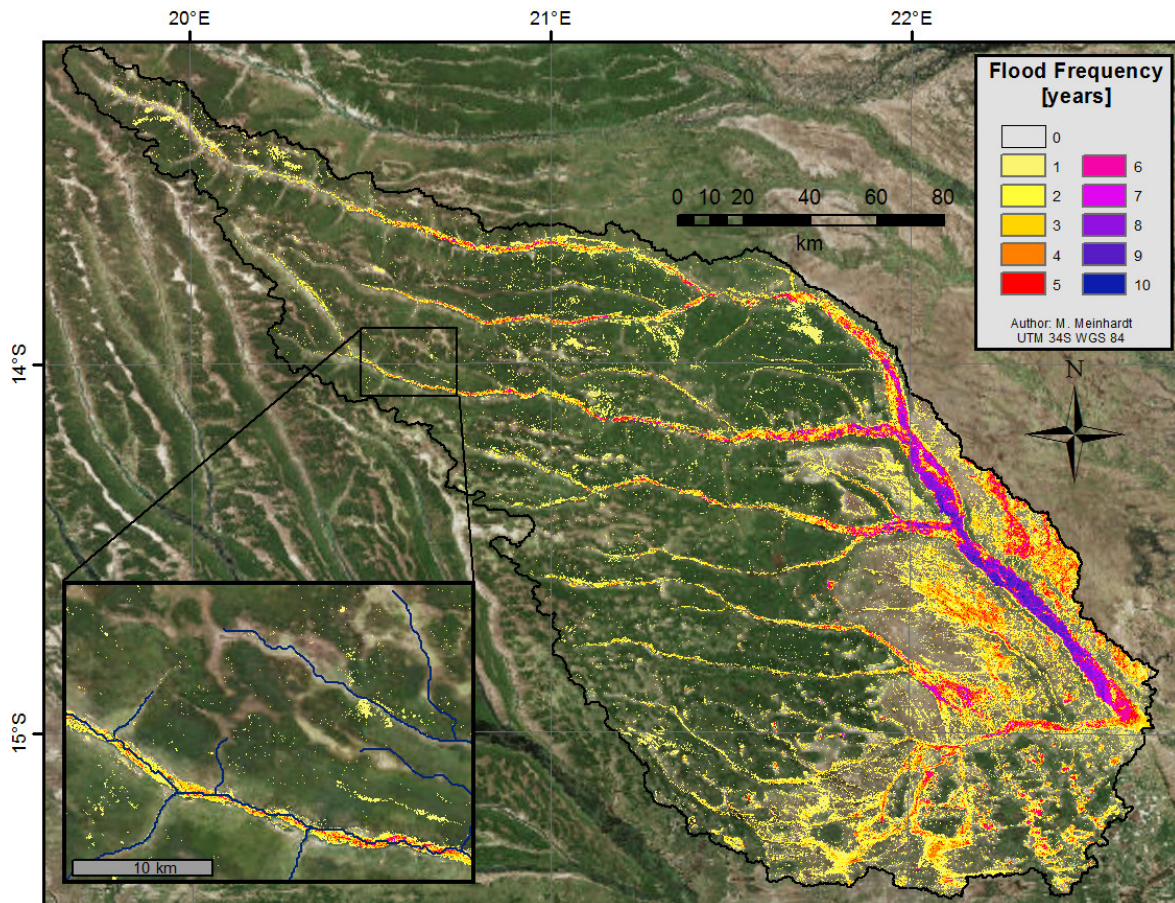 20°E 21°E 22°E
Flood Frequency
[years]
0
1 6
2 7
3 8
4 9
5 10
Author: M. Meinhardt
UTM 34S WGS 84
0 10 20 40 60 80
km
N
14°S
15°S
10 km